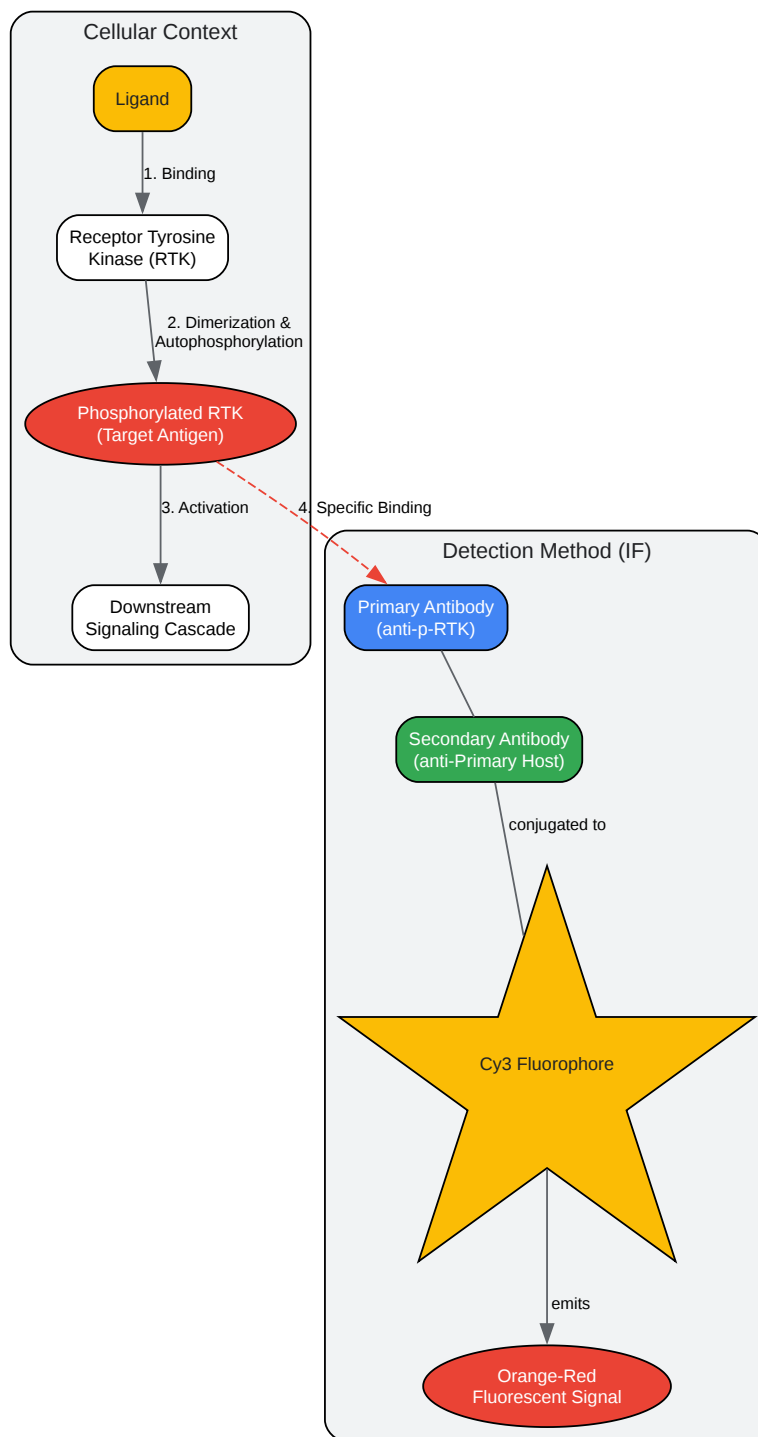 Cellular Context
Ligand
1. Binding
Receptor Tyrosine
Kinase (RTK)
2. Dimerization &
Autophosphorylation
Phosphorylated RTK
(Target Antigen)
3. Activation
4. Specific Binding
Downstream
Signaling Cascade
Detection Method (IF)
Primary Antibody
(anti-p-RTK)
Secondary Antibody
(anti-Primary Host)
conjugated to
Cy3 Fluorophore
emits
Orange-Red
Fluorescent Signal